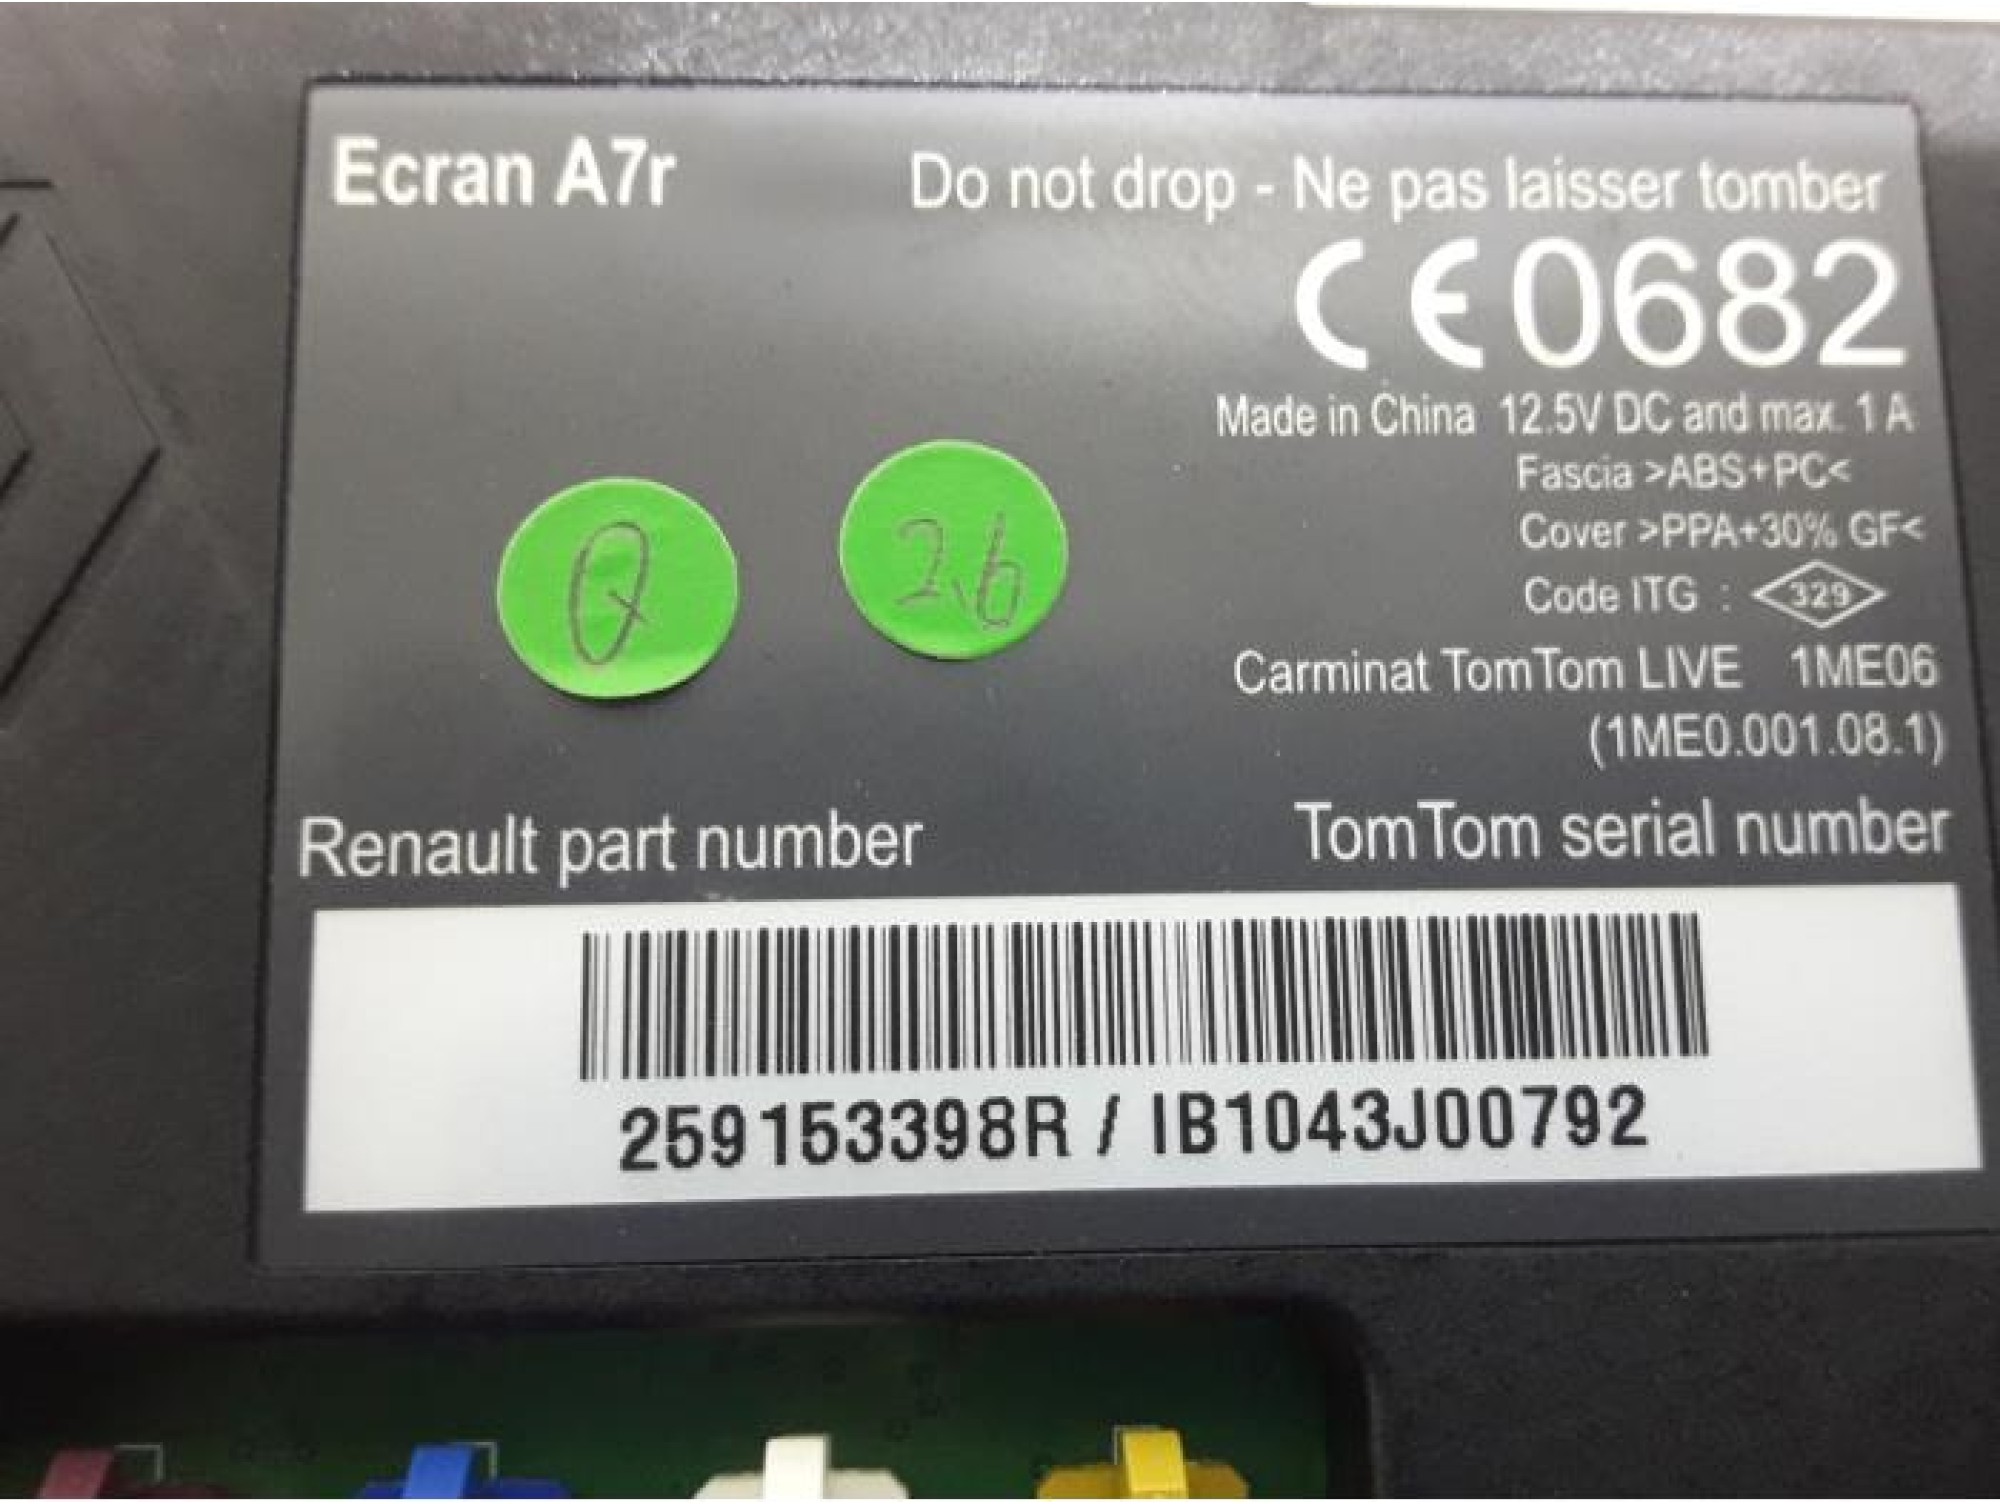 Ecran A7r
Do not drop - Ne pas laisser tomber
CE 0682
Made in China 12.5V DC and max. 1 A
Fascia >ABS+PC<
Cover >PPA+30% GF<
Code ITG : 329
Q
2,6
Carminat TomTom LIVE 1ME06
(1ME0.001.08.1)
Renault part number
TomTom serial number
259153398R / IB1043J00792